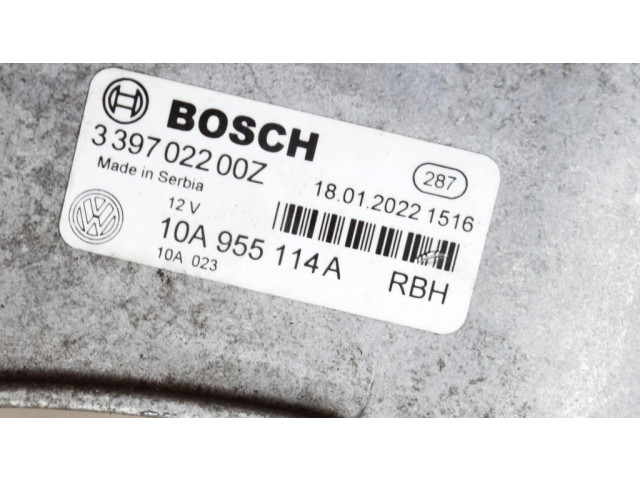 BOSCH
3 397 022 00Z
287
Made in Serbia
18.01.2022 1516
12 V
10A 955 114A
10A 023
RBH